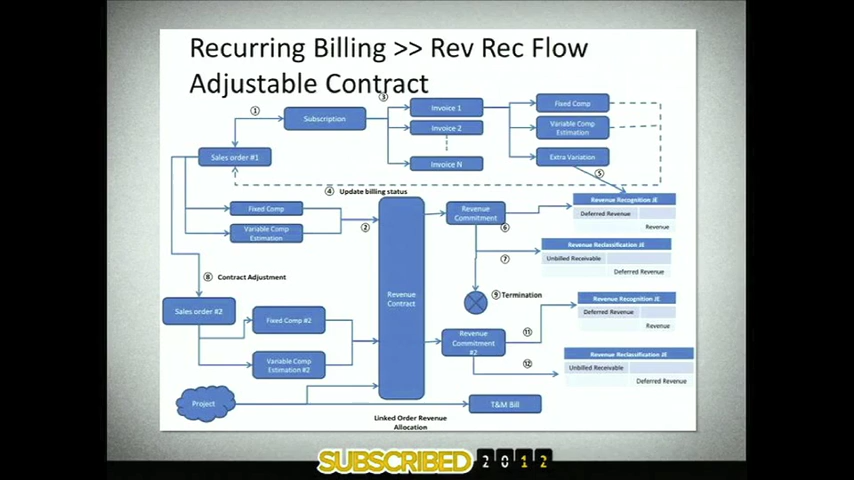 Recurring Billing >> Rev Rec Flow
Adjustable Contract
①
Subscription
③
Invoice 1
Invoice 2
Invoice N
Fixed Comp
Variable Comp
Estimation
Extra Variation
Sales order #1
④ Update billing status
⑤
Fixed Comp
Variable Comp
Estimation
②
Revenue
Contract
Revenue
Commitment
⑥
⑦
Revenue Recognition JE
Deferred Revenue
Revenue
Revenue Reclassification JE
Unbilled Receivable
Deferred Revenue
⑧ Contract Adjustment
⑨ Termination
Sales order #2
Fixed Comp #2
Variable Comp
Estimation #2
Revenue
Commitment
#2
⑪
⑫
Revenue Recognition JE
Deferred Revenue
Revenue
Revenue Reclassification JE
Unbilled Receivable
Deferred Revenue
Project
T&M Bill
Linked Order Revenue
Allocation
SUBSCRIBED 2012